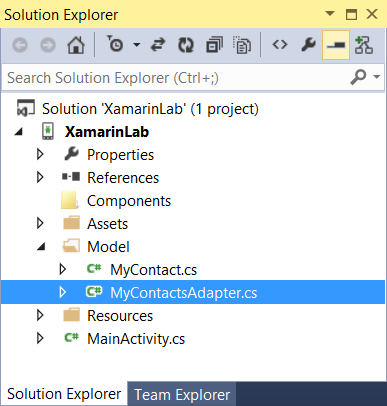 Solution Explorer
Search Solution Explorer (Ctrl+;)
Solution 'XamarinLab' (1 project)
XamarinLab
Properties
References
Components
Assets
Model
C# MyContact.cs
C# MyContactsAdapter.cs
Resources
C# MainActivity.cs
Solution Explorer Team Explorer